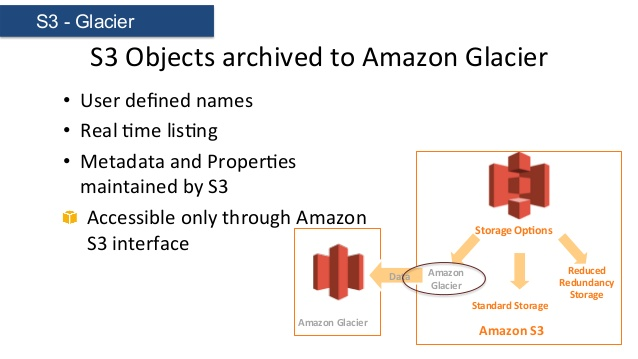 S3 - Glacier
S3 Objects archived to Amazon Glacier
• User defined names
• Real time listing
• Metadata and Properties
maintained by S3
Accessible only through Amazon
S3 interface
Storage Options
Data
Amazon
Glacier
Reduced
Redundancy
Storage
Standard Storage
Amazon Glacier
Amazon S3